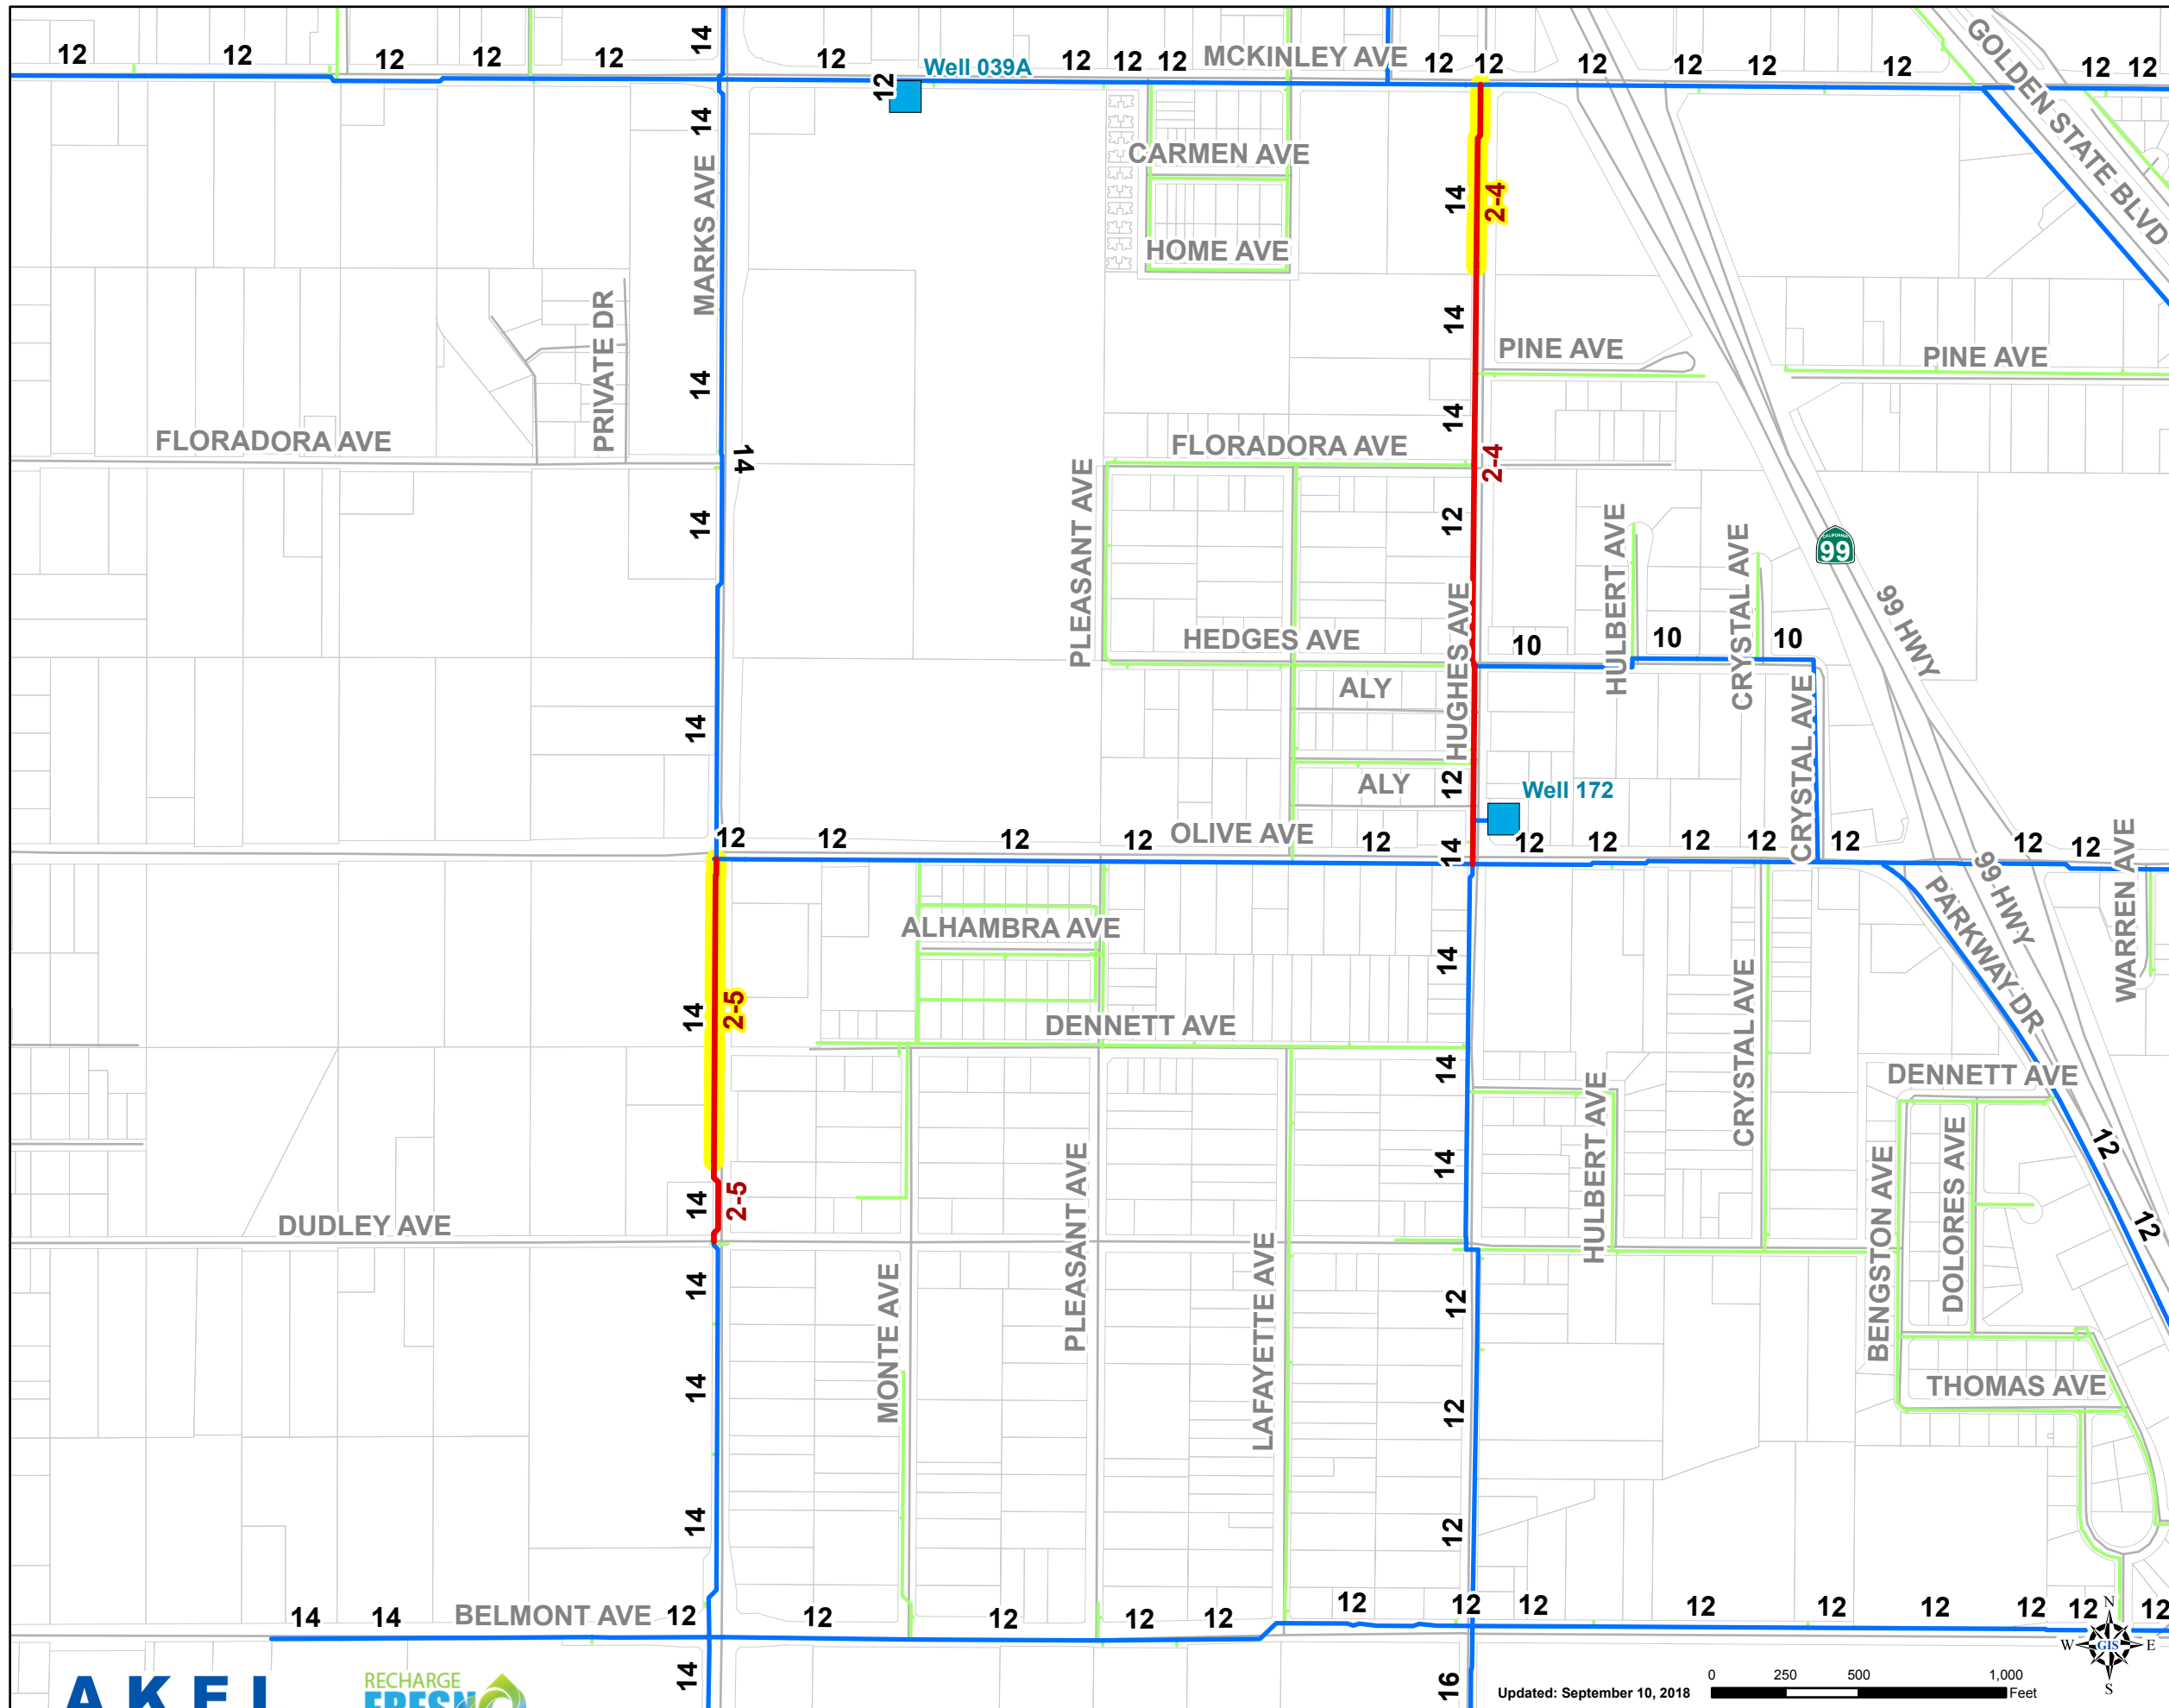 12 12 12 12 12 14 12 12 12 12 MCKINLEY AVE 12 12 12 12 12 12 12 12
Well 039A
12
GOLDEN STATE BLVD
14
MARKS AVE
CARMEN AVE
14
2-4
HOME AVE
PRIVATE DR
14
PINE AVE
PINE AVE
14
14
FLORADORA AVE
FLORADORA AVE
14
2-4
14
PLEASANT AVE
12
HULBERT AVE
CRYSTAL AVE
CALIFORNIA
99
99 HWY
HUGHES AVE
HEDGES AVE
10 10 10
ALY
14
CRYSTAL AVE
ALY
12
Well 172
12 12 12 12 OLIVE AVE 12 14 12 12 12 12 12 12 12
WARREN AVE
99 HWY
PARKWAY DR
ALHAMBRA AVE
14
CRYSTAL AVE
14
2-5
DENNETT AVE
14
DENNETT AVE
HULBERT AVE
12
14
BENGSTON AVE
DOLORES AVE
PLEASANT AVE
14
2-5
DUDLEY AVE
12
14
MONTE AVE
LAFAYETTE AVE
12
14
12
THOMAS AVE
14
12
14 14 BELMONT AVE 12 12 12 12 12 12 12 12 12 12 12 12 12 12
N
W GIS E
S
14
16
AKEL
RECHARGE
FRESNO
Updated: September 10, 2018
0 250 500 1,000
Feet